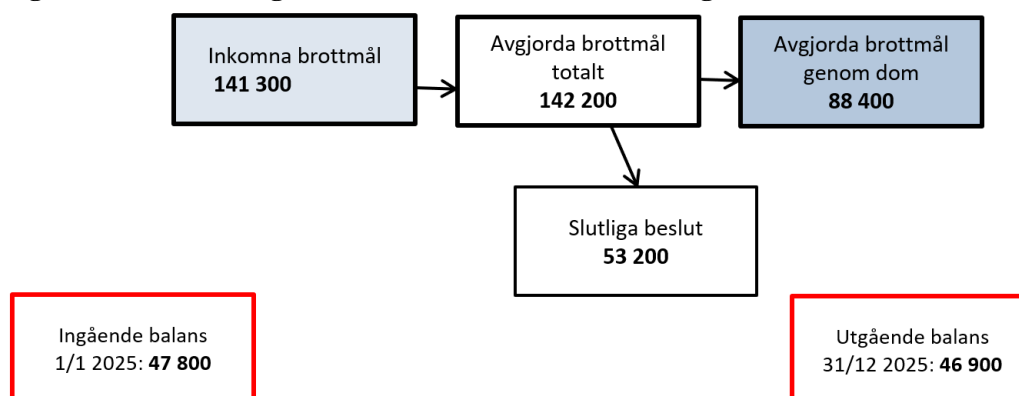 Inkomna brottmål
141 300
Avgjorda brottmål
totalt
142 200
Avgjorda brottmål
genom dom
88 400
Slutliga beslut
53 200
Ingående balans
1/1 2025: 47 800
Utgående balans
31/12 2025: 46 900